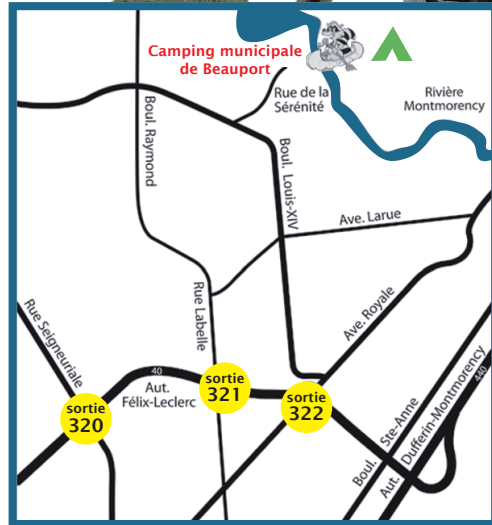 Camping municipale
de Beauport
Rue de la
Sérénité
Rivière
Montmorency
Boul. Raymond
Boul. Louis-XIV
Ave. Larue
Rue Seigneuriale
Rue Labelle
Ave. Royale
40
Aut.
Félix-Leclerc
sortie
320
sortie
321
sortie
322
Boul. Ste-Anne
Aut. Dufferin-Montmorency
440